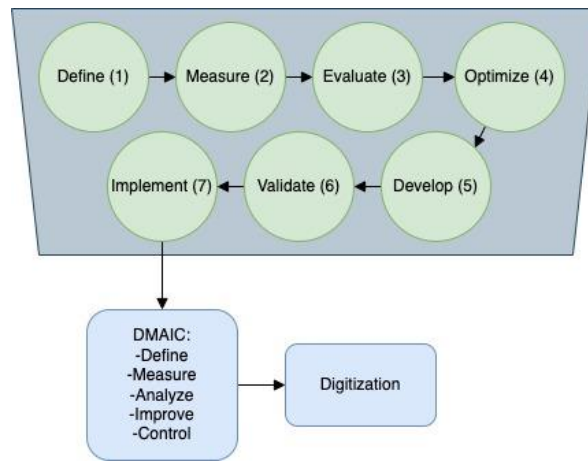 Define (1)
Measure (2)
Evaluate (3)
Optimize (4)
Implement (7)
Validate (6)
Develop (5)
DMAIC:
-Define
-Measure
-Analyze
-Improve
-Control
Digitization